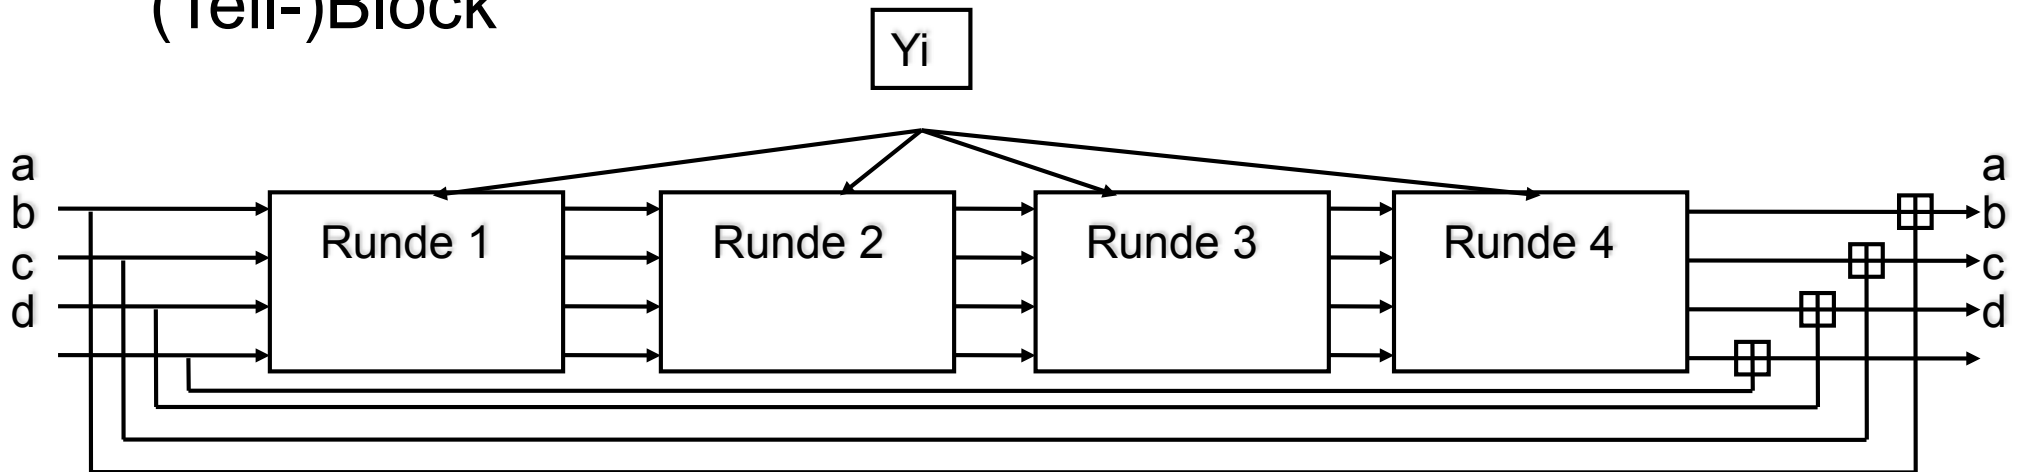 (Teil-)Block
Yi
a
b
c
d
Runde 1
Runde 2
Runde 3
Runde 4
a
b
c
d